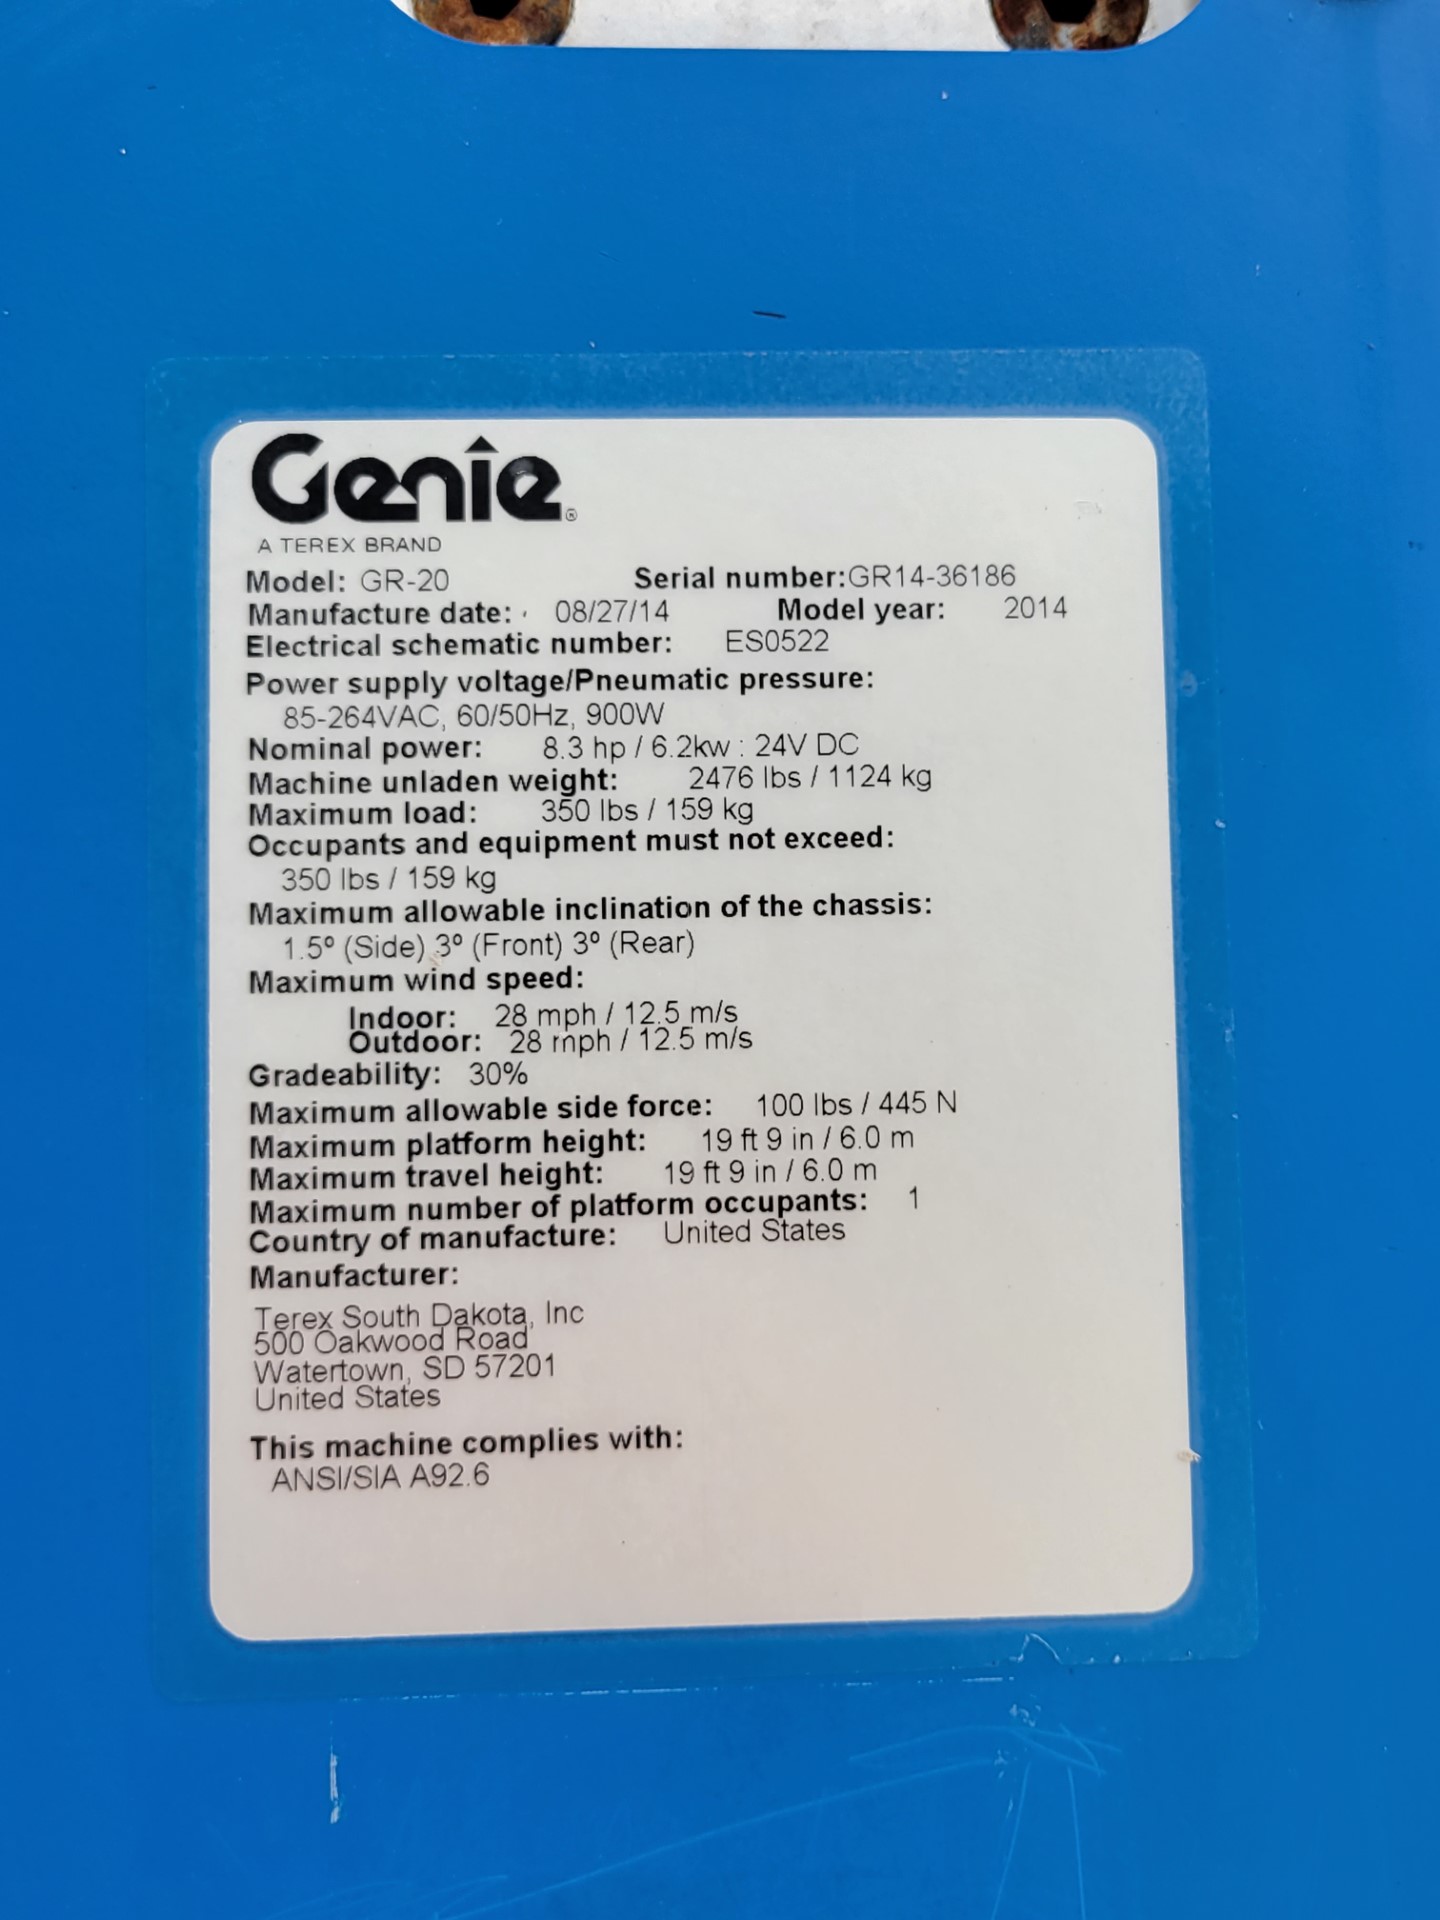 Genie®
A TEREX BRAND
Model: GR-20 Serial number:GR14-36186
Manufacture date: 08/27/14 Model year: 2014
Electrical schematic number: ES0522
Power supply voltage/Pneumatic pressure:
85-264VAC, 60/50Hz, 900W
Nominal power: 8.3 hp / 6.2kw : 24V DC
Machine unladen weight: 2476 lbs / 1124 kg
Maximum load: 350 lbs / 159 kg
Occupants and equipment must not exceed:
350 lbs / 159 kg
Maximum allowable inclination of the chassis:
1.5º (Side) 3º (Front) 3º (Rear)
Maximum wind speed:
Indoor: 28 mph / 12.5 m/s
Outdoor: 28 mph / 12.5 m/s
Gradeability: 30%
Maximum allowable side force: 100 lbs / 445 N
Maximum platform height: 19 ft 9 in / 6.0 m
Maximum travel height: 19 ft 9 in / 6.0 m
Maximum number of platform occupants: 1
Country of manufacture: United States
Manufacturer:
Terex South Dakota, Inc
500 Oakwood Road
Watertown, SD 57201
United States
This machine complies with:
ANSI/SIA A92.6